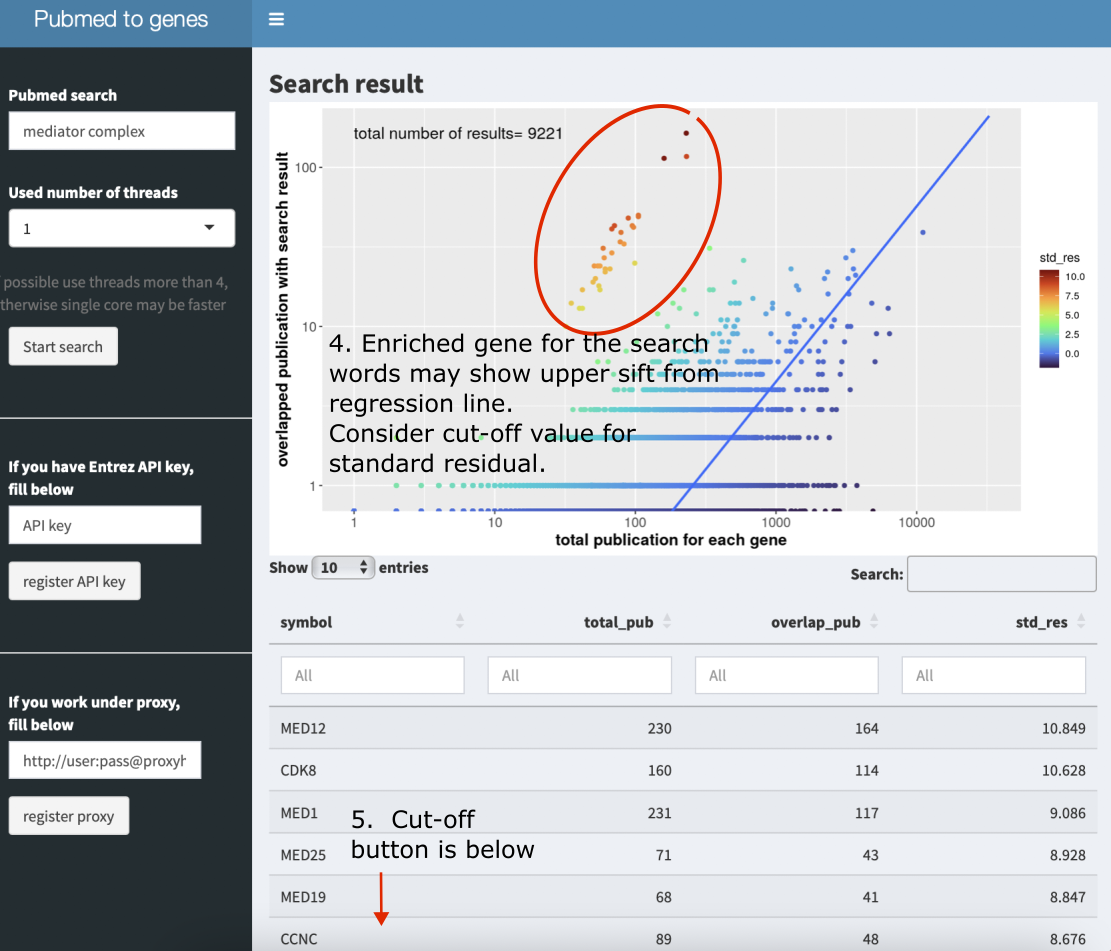 Pubmed to genes
Pubmed search
mediator complex
Used number of threads
1
possible use threads more than 4,
therwise single core may be faster
Start search
If you have Entrez API key,
fill below
API key
register API key
If you work under proxy,
fill below
http://user:pass@proxyh
register proxy
Search result
total number of results= 9221
overlapped publication with search result
100
10
1
1
10
100
1000
10000
total publication for each gene
std_res
10.0
7.5
5.0
2.5
0.0
4. Enriched gene for the search
words may show upper sift from
regression line.
Consider cut-off value for
standard residual.
Show 10 entries
Search:
symbol total_pub overlap_pub std_res
All All All All
MED12 230 164 10.849
CDK8 160 114 10.628
MED1 231 117 9.086
MED25 71 43 8.928
MED19 68 41 8.847
CCNC 89 48 8.676
5. Cut-off
button is below